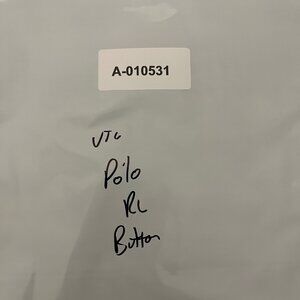 A-010531
VTG
Polo
RL
Button